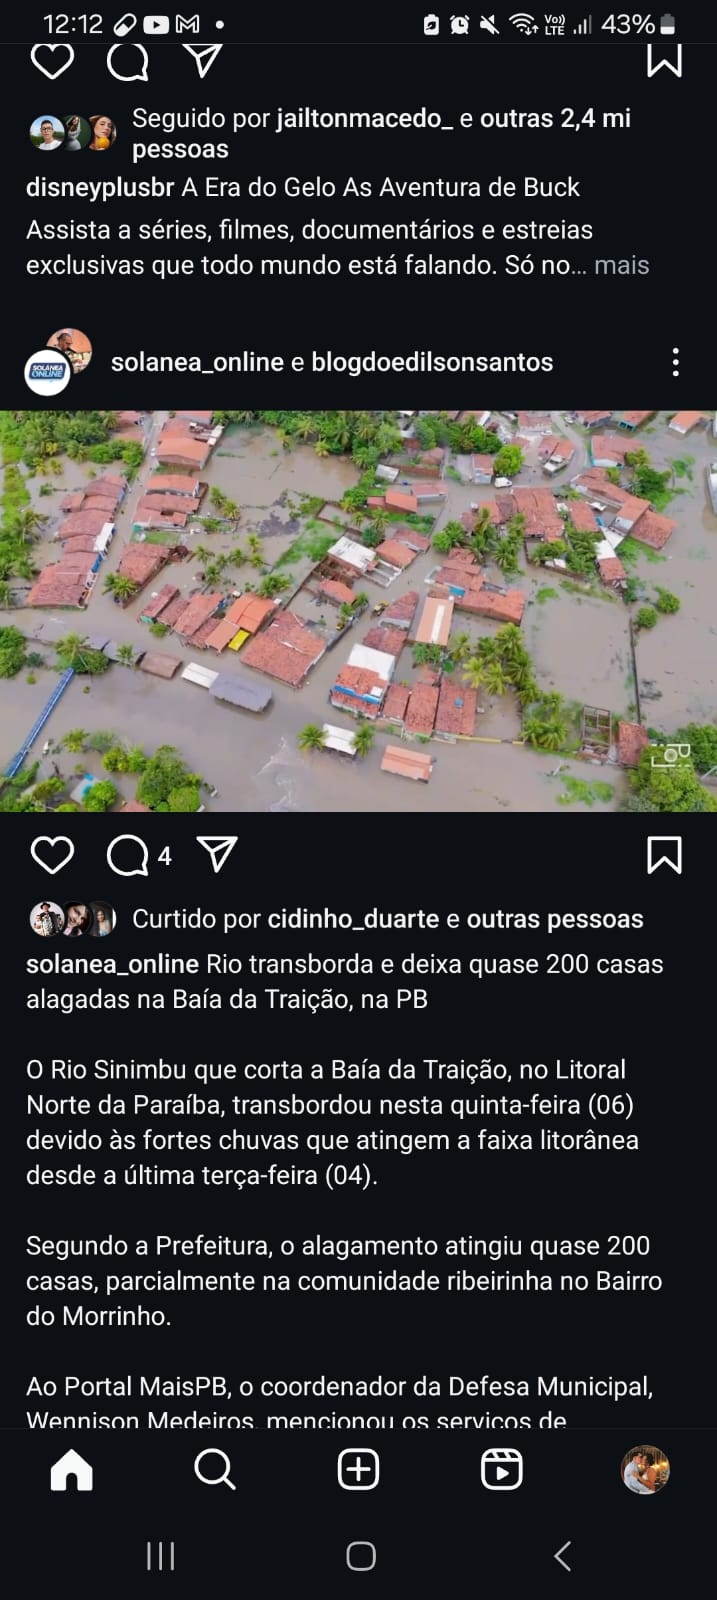 12:12
Vo))
LTE
43%
Seguido por jailtonmacedo_ e outras 2,4 mi
pessoas
disneyplusbr A Era do Gelo As Aventura de Buck
Assista a séries, filmes, documentários e estreias
exclusivas que todo mundo está falando. Só no... mais
SOLANEA
ONLINE
solanea_online e blogdoedilsonsantos
4
Curtido por cidinho_duarte e outras pessoas
solanea_online Rio transborda e deixa quase 200 casas
alagadas na Baía da Traição, na PB
O Rio Sinimbu que corta a Baía da Traição, no Litoral
Norte da Paraíba, transbordou nesta quinta-feira (06)
devido às fortes chuvas que atingem a faixa litorânea
desde a última terça-feira (04).
Segundo a Prefeitura, o alagamento atingiu quase 200
casas, parcialmente na comunidade ribeirinha no Bairro
do Morrinho.
Ao Portal MaisPB, o coordenador da Defesa Municipal,
Wennison Medeiros, mencionou os serviços de